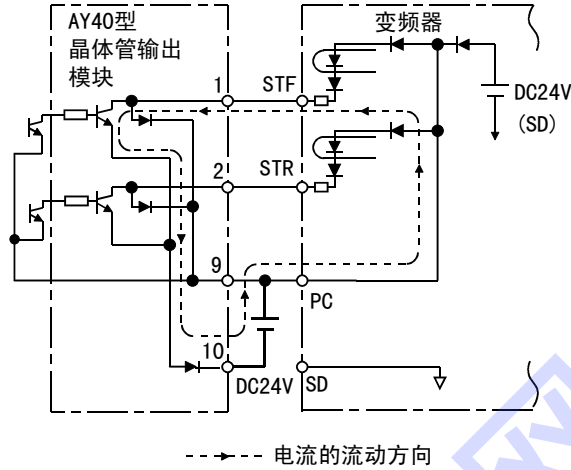 AY40型
晶体管输出
模块
变频器
1
STF
DC24V
(SD)
2
STR
9
PC
10
DC24V
SD
电流的流动方向